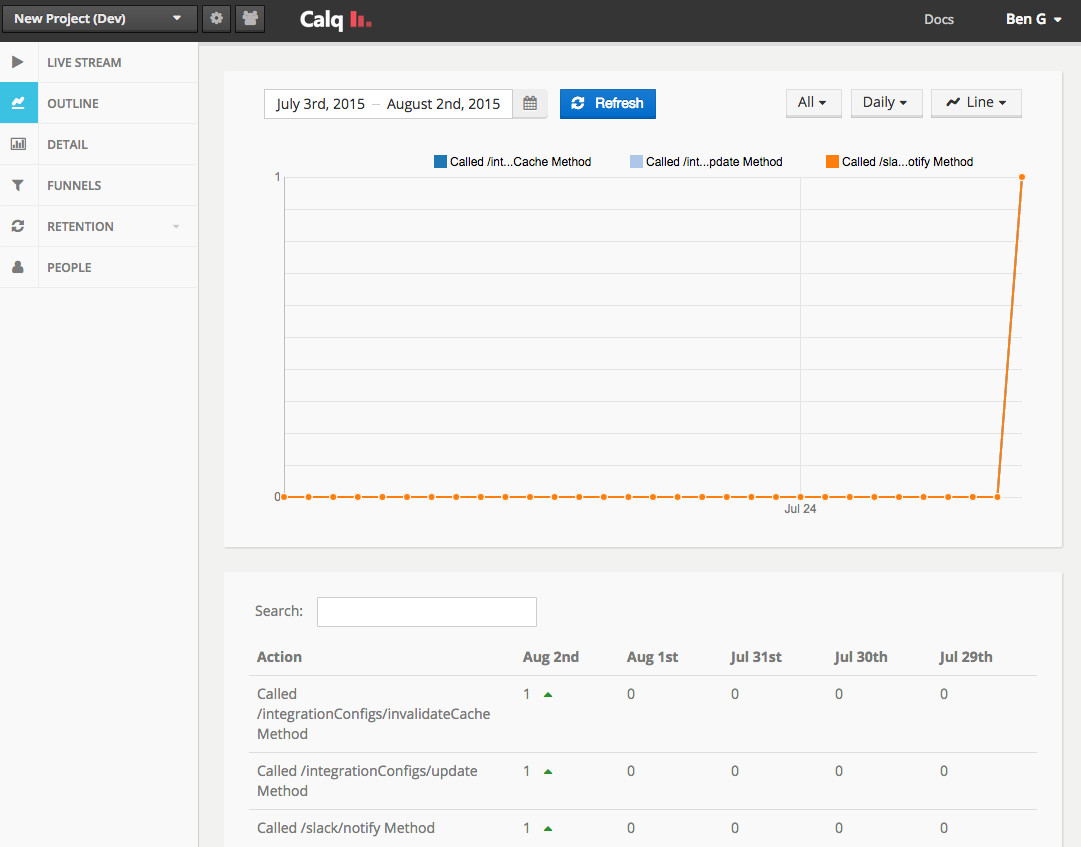 New Project (Dev)
Calq
Docs
Ben G
LIVE STREAM
OUTLINE
DETAIL
FUNNELS
RETENTION
PEOPLE
July 3rd, 2015 – August 2nd, 2015
Refresh
All
Daily
Line
Called /int...Cache Method
Called /int...pdate Method
Called /sla...otify Method
1
0
Jul 24
Search:
Action Aug 2nd Aug 1st Jul 31st Jul 30th Jul 29th
Called 1 0 0 0 0
/integrationConfigs/invalidateCache
Method
Called /integrationConfigs/update 1 0 0 0 0
Method
Called /slack/notify Method 1 0 0 0 0